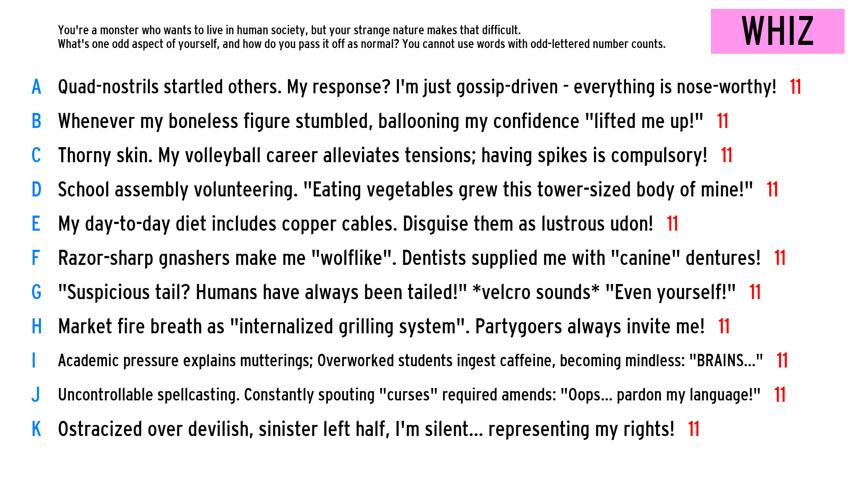 You're a monster who wants to live in human society, but your strange nature makes that difficult.
What's one odd aspect of yourself, and how do you pass it off as normal? You cannot use words with odd-lettered number counts.
WHIZ
A Quad-nostrils startled others. My response? I'm just gossip-driven - everything is nose-worthy! 11
B Whenever my boneless figure stumbled, ballooning my confidence "lifted me up!" 11
C Thorny skin. My volleyball career alleviates tensions; having spikes is compulsory! 11
D School assembly volunteering. "Eating vegetables grew this tower-sized body of mine!" 11
E My day-to-day diet includes copper cables. Disguise them as lustrous udon! 11
F Razor-sharp gnashers make me "wolflike". Dentists supplied me with "canine" dentures! 11
G "Suspicious tail? Humans have always been tailed!" *velcro sounds* "Even yourself!" 11
H Market fire breath as "internalized grilling system". Partygoers always invite me! 11
I Academic pressure explains mutterings; Overworked students ingest caffeine, becoming mindless: "BRAINS..." 11
J Uncontrollable spellcasting. Constantly spouting "curses" required amends: "Oops... pardon my language!" 11
K Ostracized over devilish, sinister left half, I'm silent... representing my rights! 11